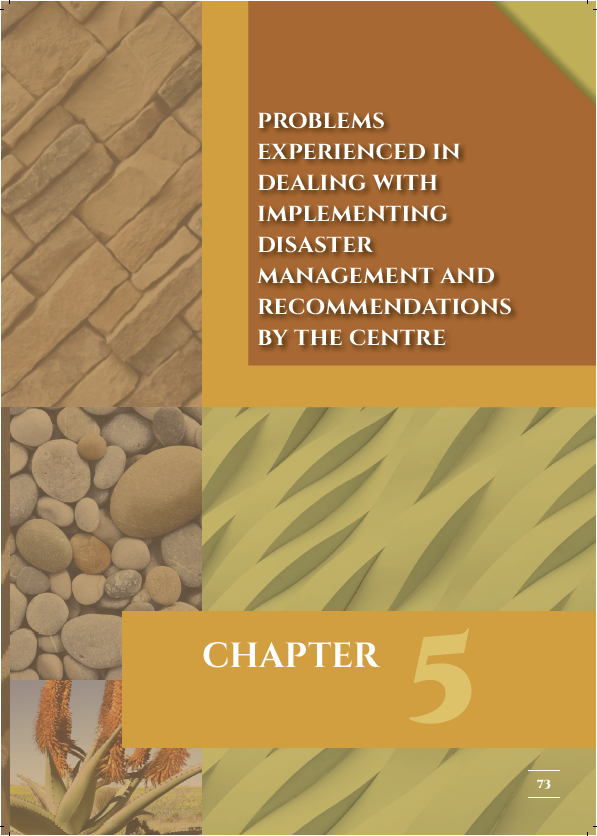 PROBLEMS
EXPERIENCED IN
DEALING WITH
IMPLEMENTING
DISASTER
MANAGEMENT AND
RECOMMENDATIONS
BY THE CENTRE
CHAPTER 5
73